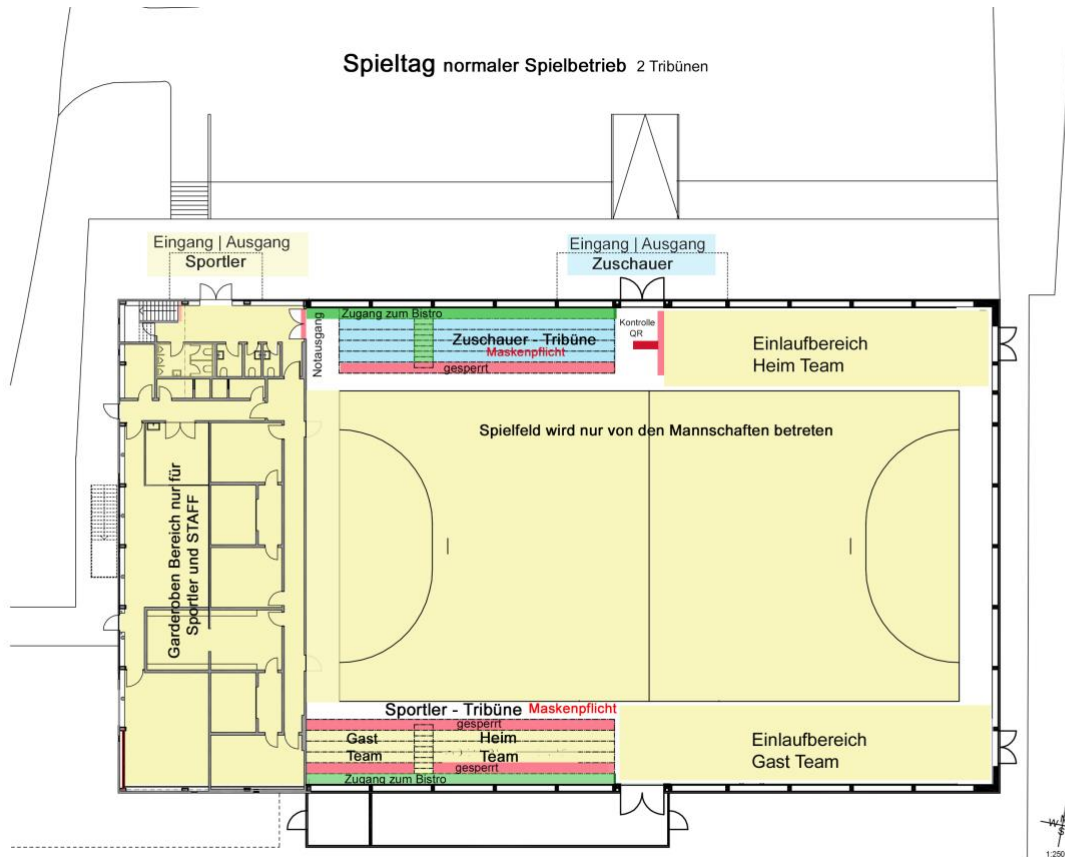 Spieltag normaler Spielbetrieb 2 Tribünen
Eingang | Ausgang
Sportler
Eingang | Ausgang
Zuschauer
Zugang zum Bistro
Notausgang
Zuschauer - Tribüne
Maskenpflicht
gesperrt
Kontrolle
QR
Einlaufbereich
Heim Team
Spielfeld wird nur von den Mannschaften betreten
Garderoben Bereich nur für
Sportler und STAFF
Sportler - Tribüne Maskenpflicht
gesperrt
Gast
Team
Heim
Team
gesperrt
Zugang zum Bistro
Einlaufbereich
Gast Team
1:250